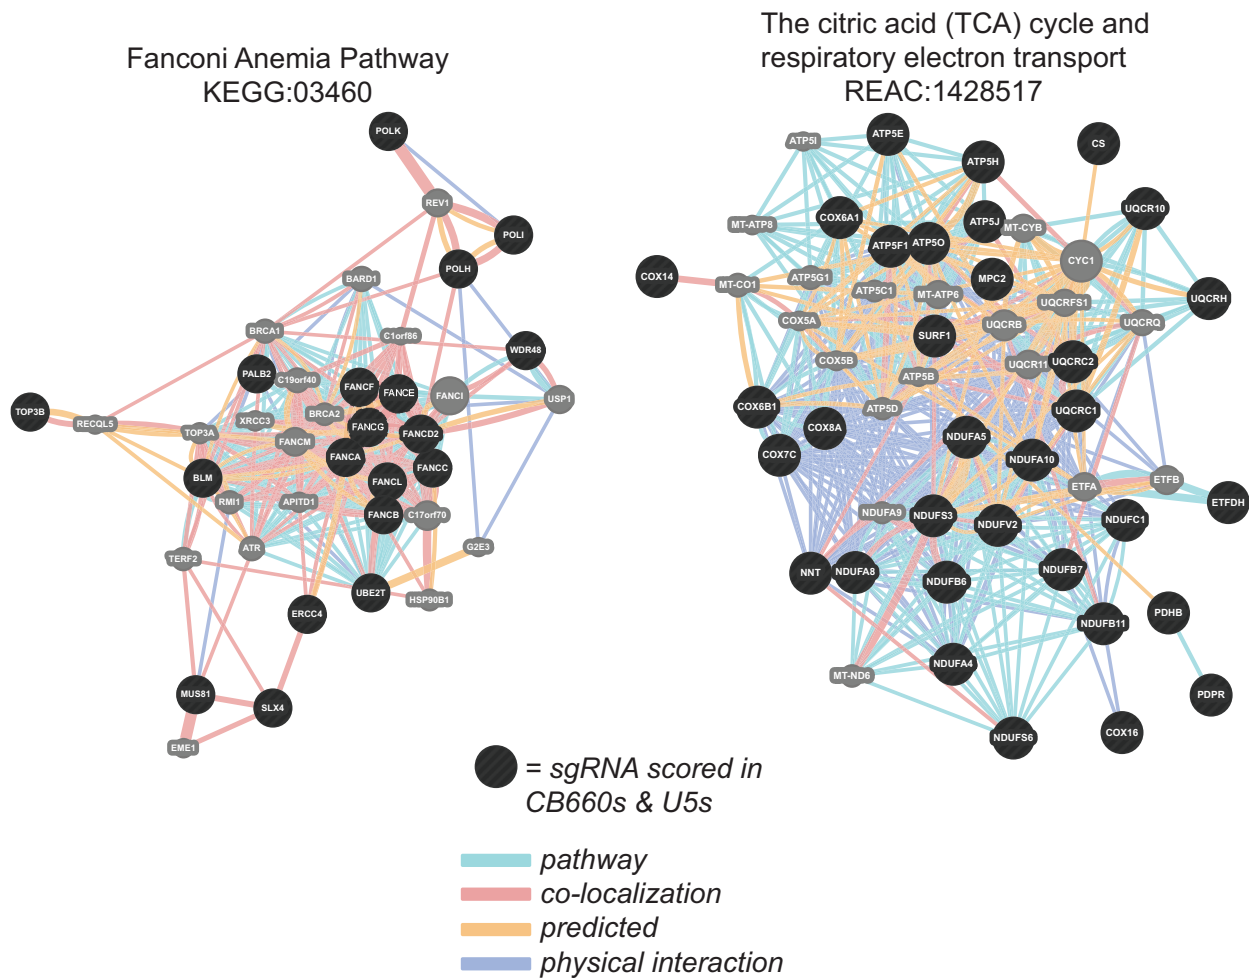 Fanconi Anemia Pathway
KEGG:03460
The citric acid (TCA) cycle and
respiratory electron transport
REAC:1428517
POLK
REV1
POLI
POLH
BARD1
BRCA1
C1orf86
WDR48
PALB2
C19orf40
FANCF
FANCE
FANCI
USP1
TOP3B
RECQL5
XRCC3
BRCA2
TOP3A
FANCM
FANCG
FANCD2
FANCA
FANCC
BLM
FANCL
RMI1
APITD1
FANCB
C17orf70
ATR
G2E3
TERF2
UBE2T
HSP90B1
ERCC4
MUS81
SLX4
EME1
ATP5I
ATP5E
CS
ATP5H
MT-ATP8
COX6A1
ATP5J
MT-CYB
UQCR10
ATP5F1
ATP5O
CYC1
COX14
MT-CO1
ATP5G1
ATP5C1
MT-ATP6
MPC2
UQCRFS1
UQCRH
COX5A
SURF1
UQCRB
UQCRQ
COX5B
ATP5B
UQCR11
UQCRC2
COX6B1
ATP5D
UQCRC1
COX8A
COX7C
NDUFA5
NDUFA10
ETFA
ETFB
ETFDH
NDUFA9
NDUFS3
NDUFV2
NDUFC1
NNT
NDUFA8
NDUFB6
NDUFB7
PDHB
NDUFB11
NDUFA4
MT-ND6
PDPR
NDUFS6
COX16
= sgRNA scored in
CB660s & U5s
pathway
co-localization
predicted
physical interaction